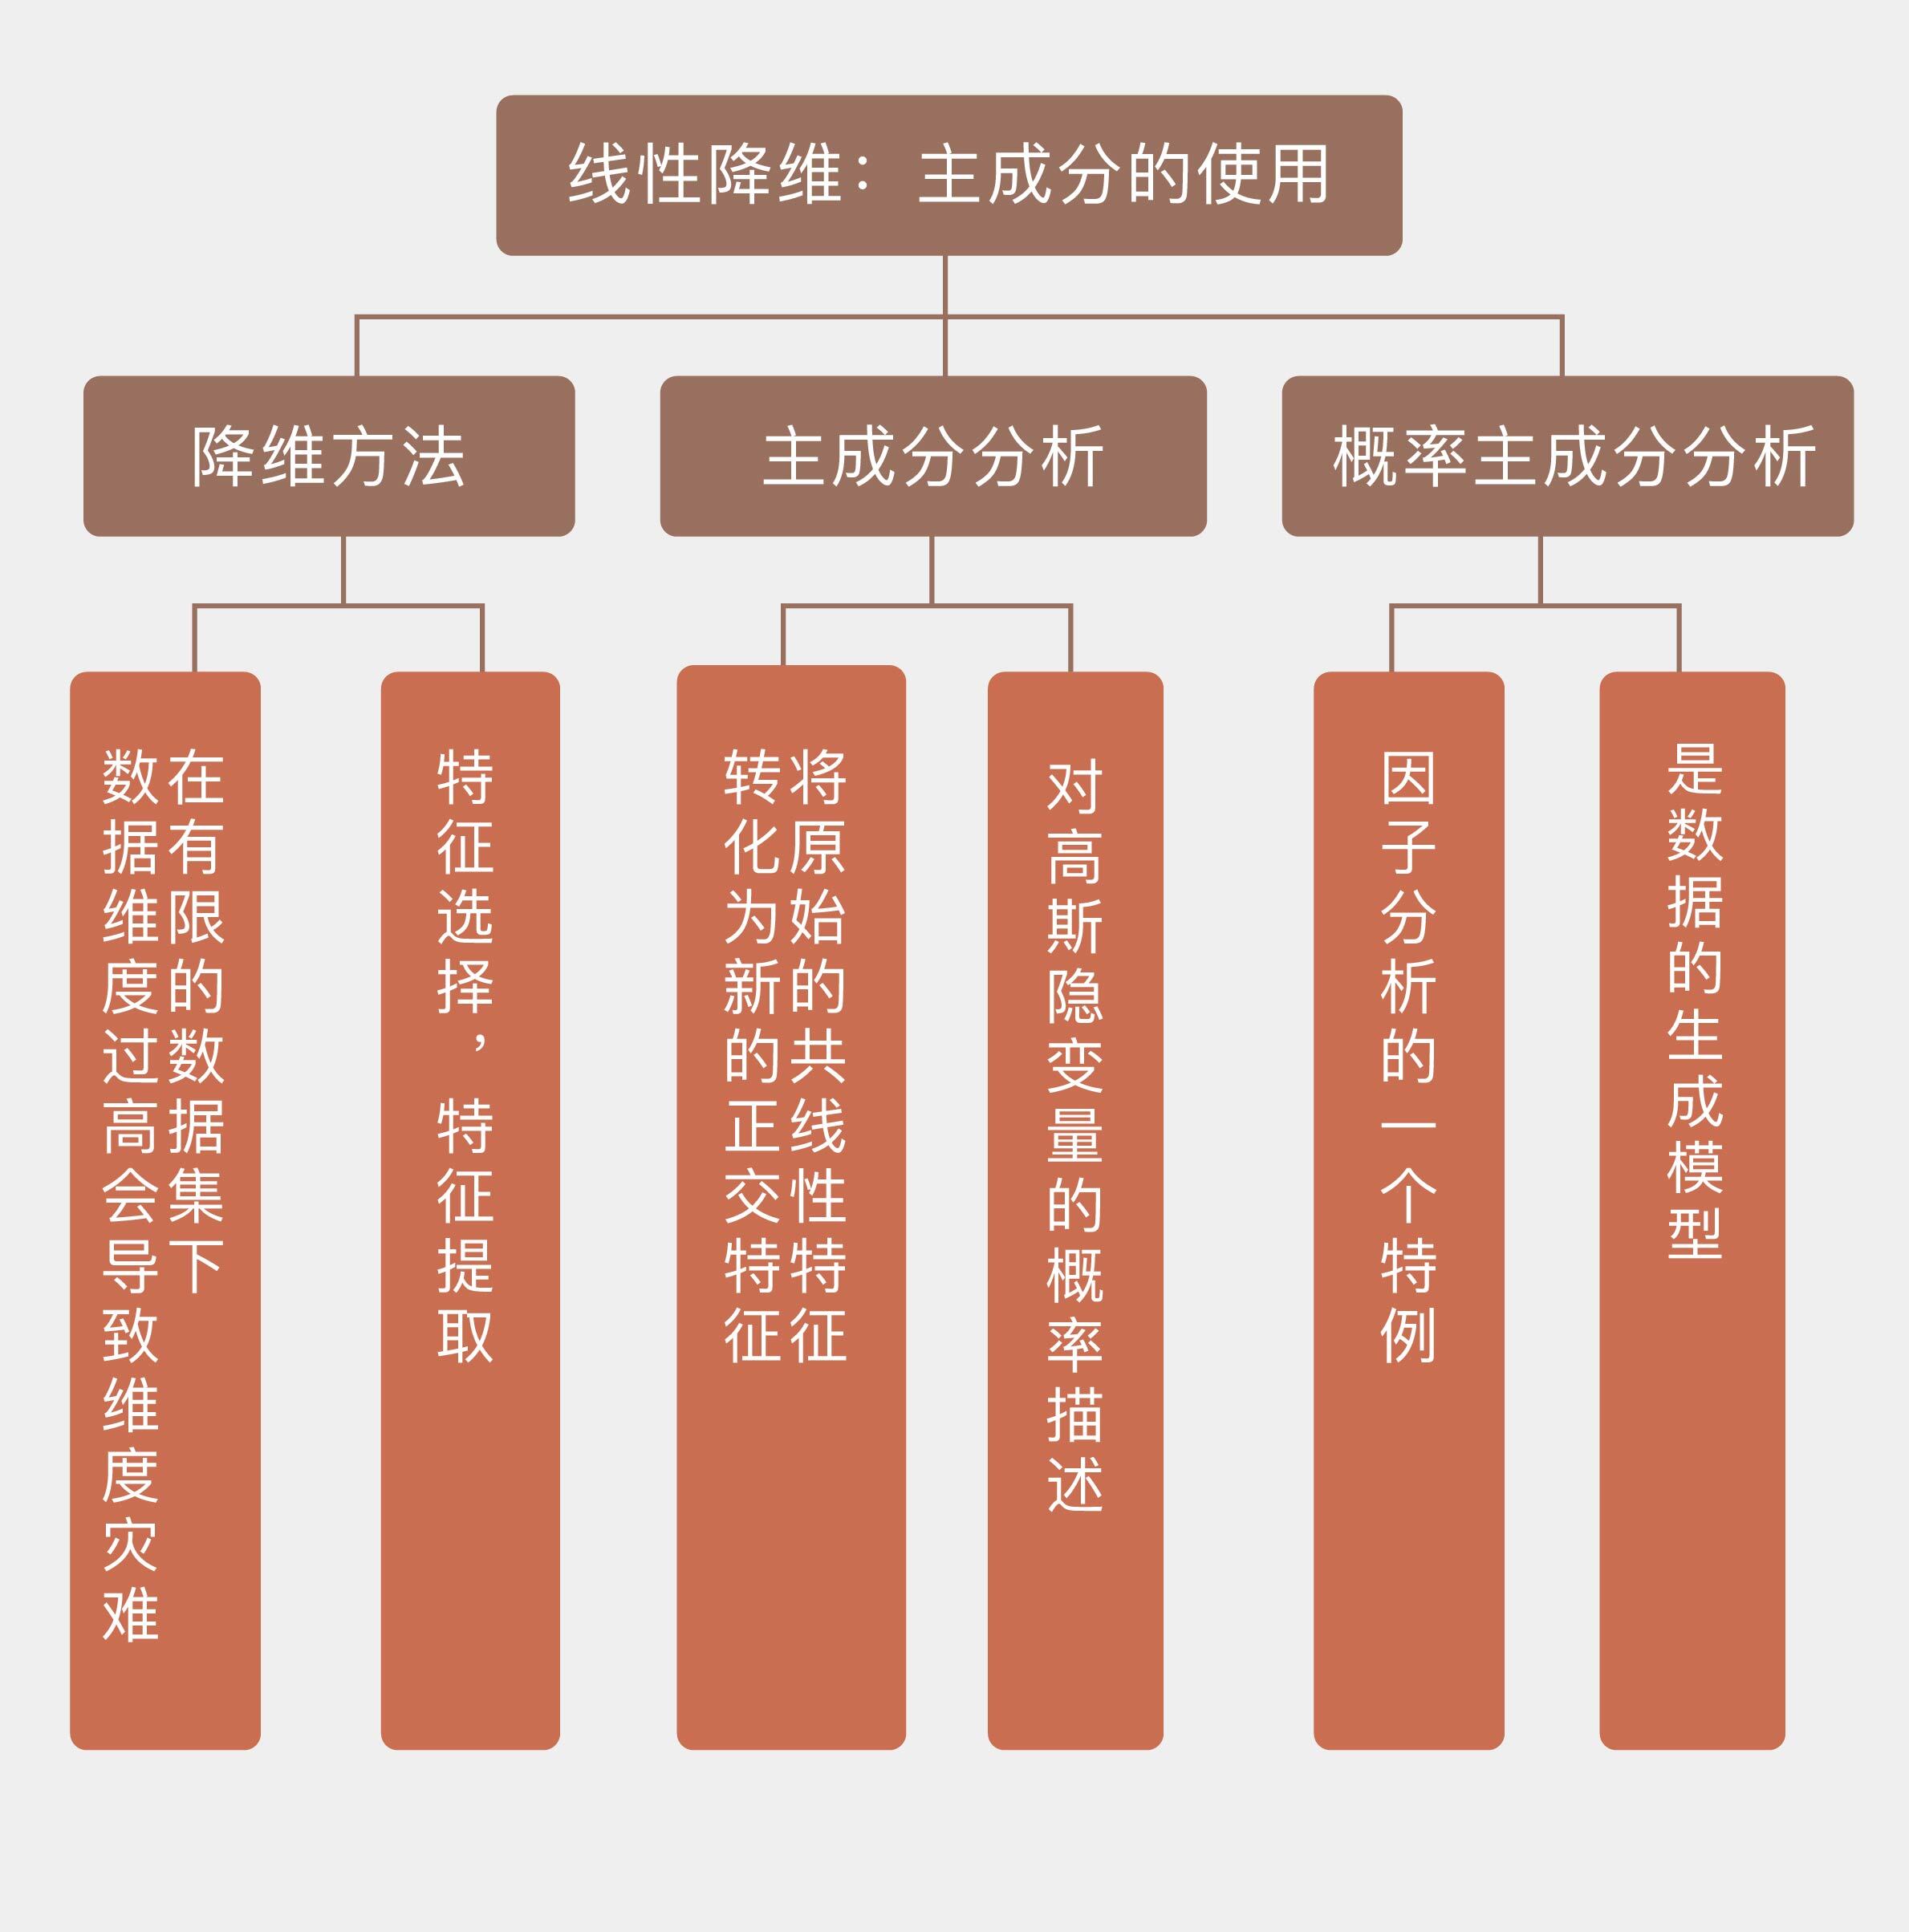 线性降维：主成分的使用
降维方法
主成分分析
概率主成分分析
在有限的数据集下
数据维度过高会导致维度灾难
特征选择，特征提取
将原始的共线性特征
转化为新的正交特征
对高斯隐变量的概率描述
因子分析的一个特例
是数据的生成模型